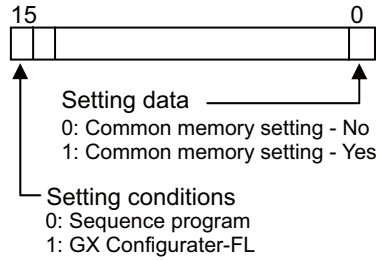 15 0
Setting data
0: Common memory setting - No
1: Common memory setting - Yes
Setting conditions
0: Sequence program
1: GX Configurater-FL